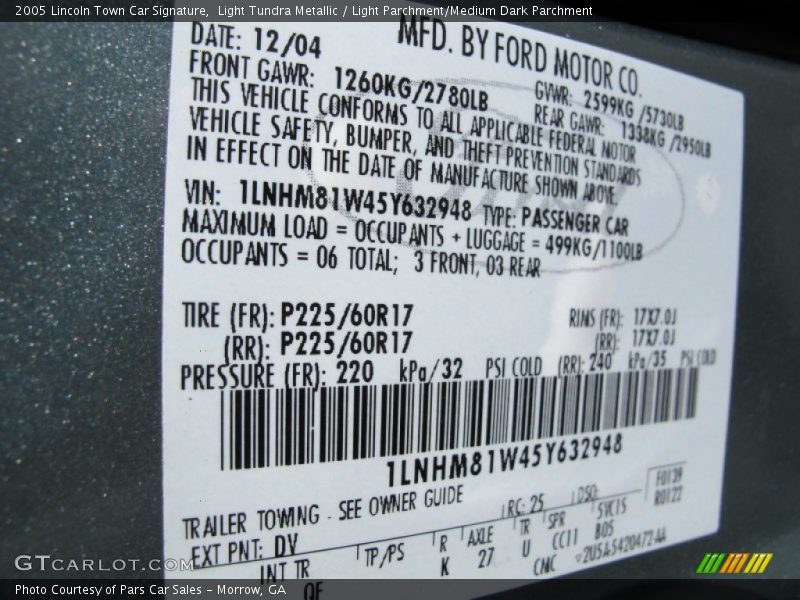 2005 Lincoln Town Car Signature,  Light Tundra Metallic / Light Parchment/Medium Dark Parchment
DATE: 12/04
MFD. BY FORD MOTOR CO.
FRONT GAWR: 1260KG/2780LB
GVWR: 2599KG /5730LB
REAR GAWR: 1338KG /2950LB
THIS VEHICLE CONFORMS TO ALL APPLICABLE FEDERAL MOTOR
VEHICLE SAFETY, BUMPER, AND THEFT PREVENTION STANDARDS
IN EFFECT ON THE DATE OF MANUFACTURE SHOWN ABOVE.
VIN: 1LNHM81W45Y632948 TYPE: PASSENGER CAR
MAXIMUM LOAD = OCCUPANTS + LUGGAGE = 499KG/1100LB
OCCUPANTS = 06 TOTAL; 3 FRONT, 03 REAR
TIRE (FR): P225/60R17 RIMS (FR): 17X7.0J
(RR): P225/60R17 (RR): 17X7.0J
PRESSURE (FR): 220 kPa/32 PSI COLD (RR): 240 kPa/35 PSI COLD
1LNHM81W45Y632948
TRAILER TOWING - SEE OWNER GUIDE
RC: 25 DSO:
F0139
R0122
EXT PNT: DV TP/PS R AXLE TR SPR 5YC15
INT TR K 27 U CC11 B05
QF CMC 2U5A5420472AA
GTCARLOT.COM
Photo Courtesy of Pars Car Sales - Morrow, GA